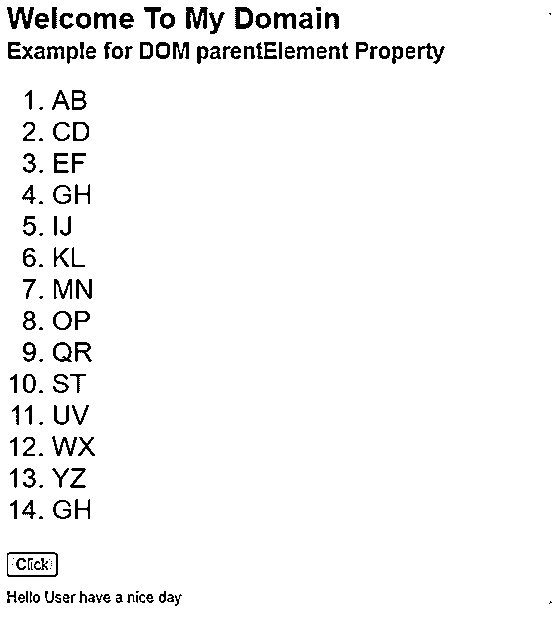 Welcome To My Domain
Example for DOM parentElement Property
1. AB
2. CD
3. EF
4. GH
5. IJ
6. KL
7. MN
8. OP
9. QR
10. ST
11. UV
12. WX
13. YZ
14. GH
Click
Hello User have a nice day